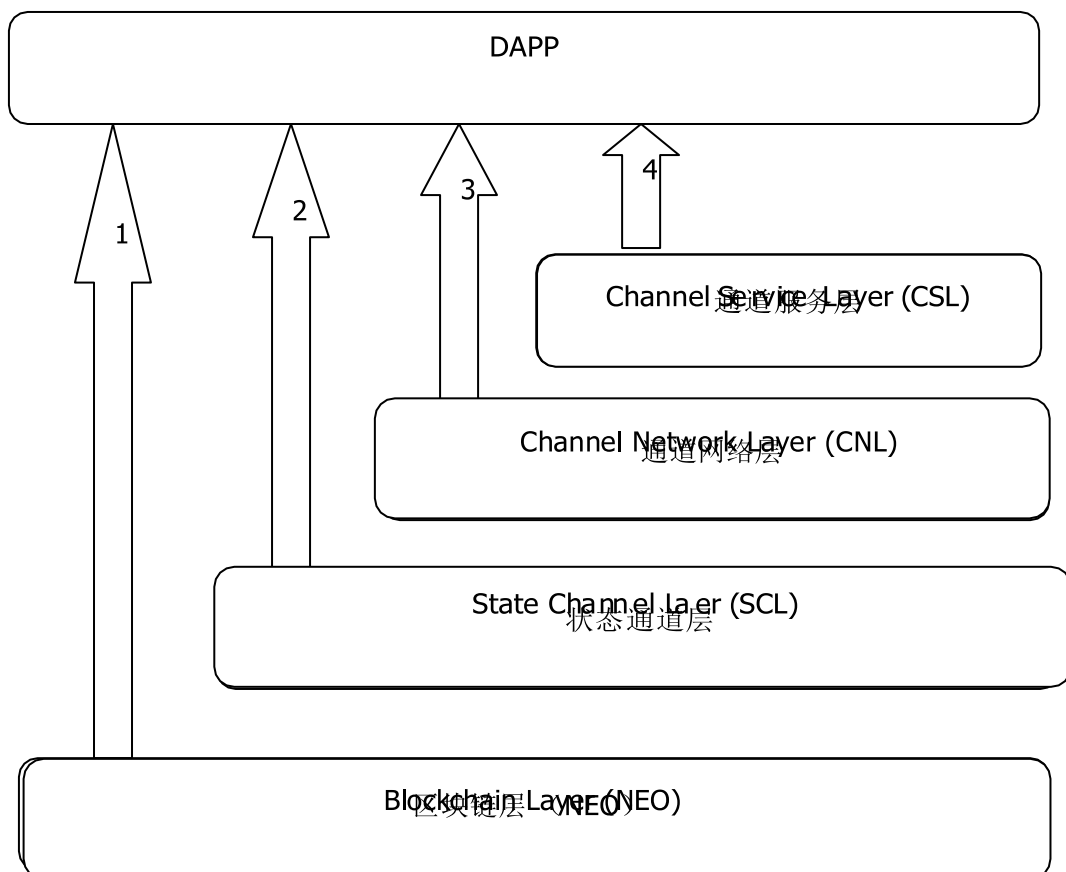 DAPP
1
2
3
4
Channel Service Layer (CSL)
通道服务层
Channel Network Layer (CNL)
通道网络层
State Channel Layer (SCL)
状态通道层
Blockchain Layer (NEO)
区块链层（NEO）